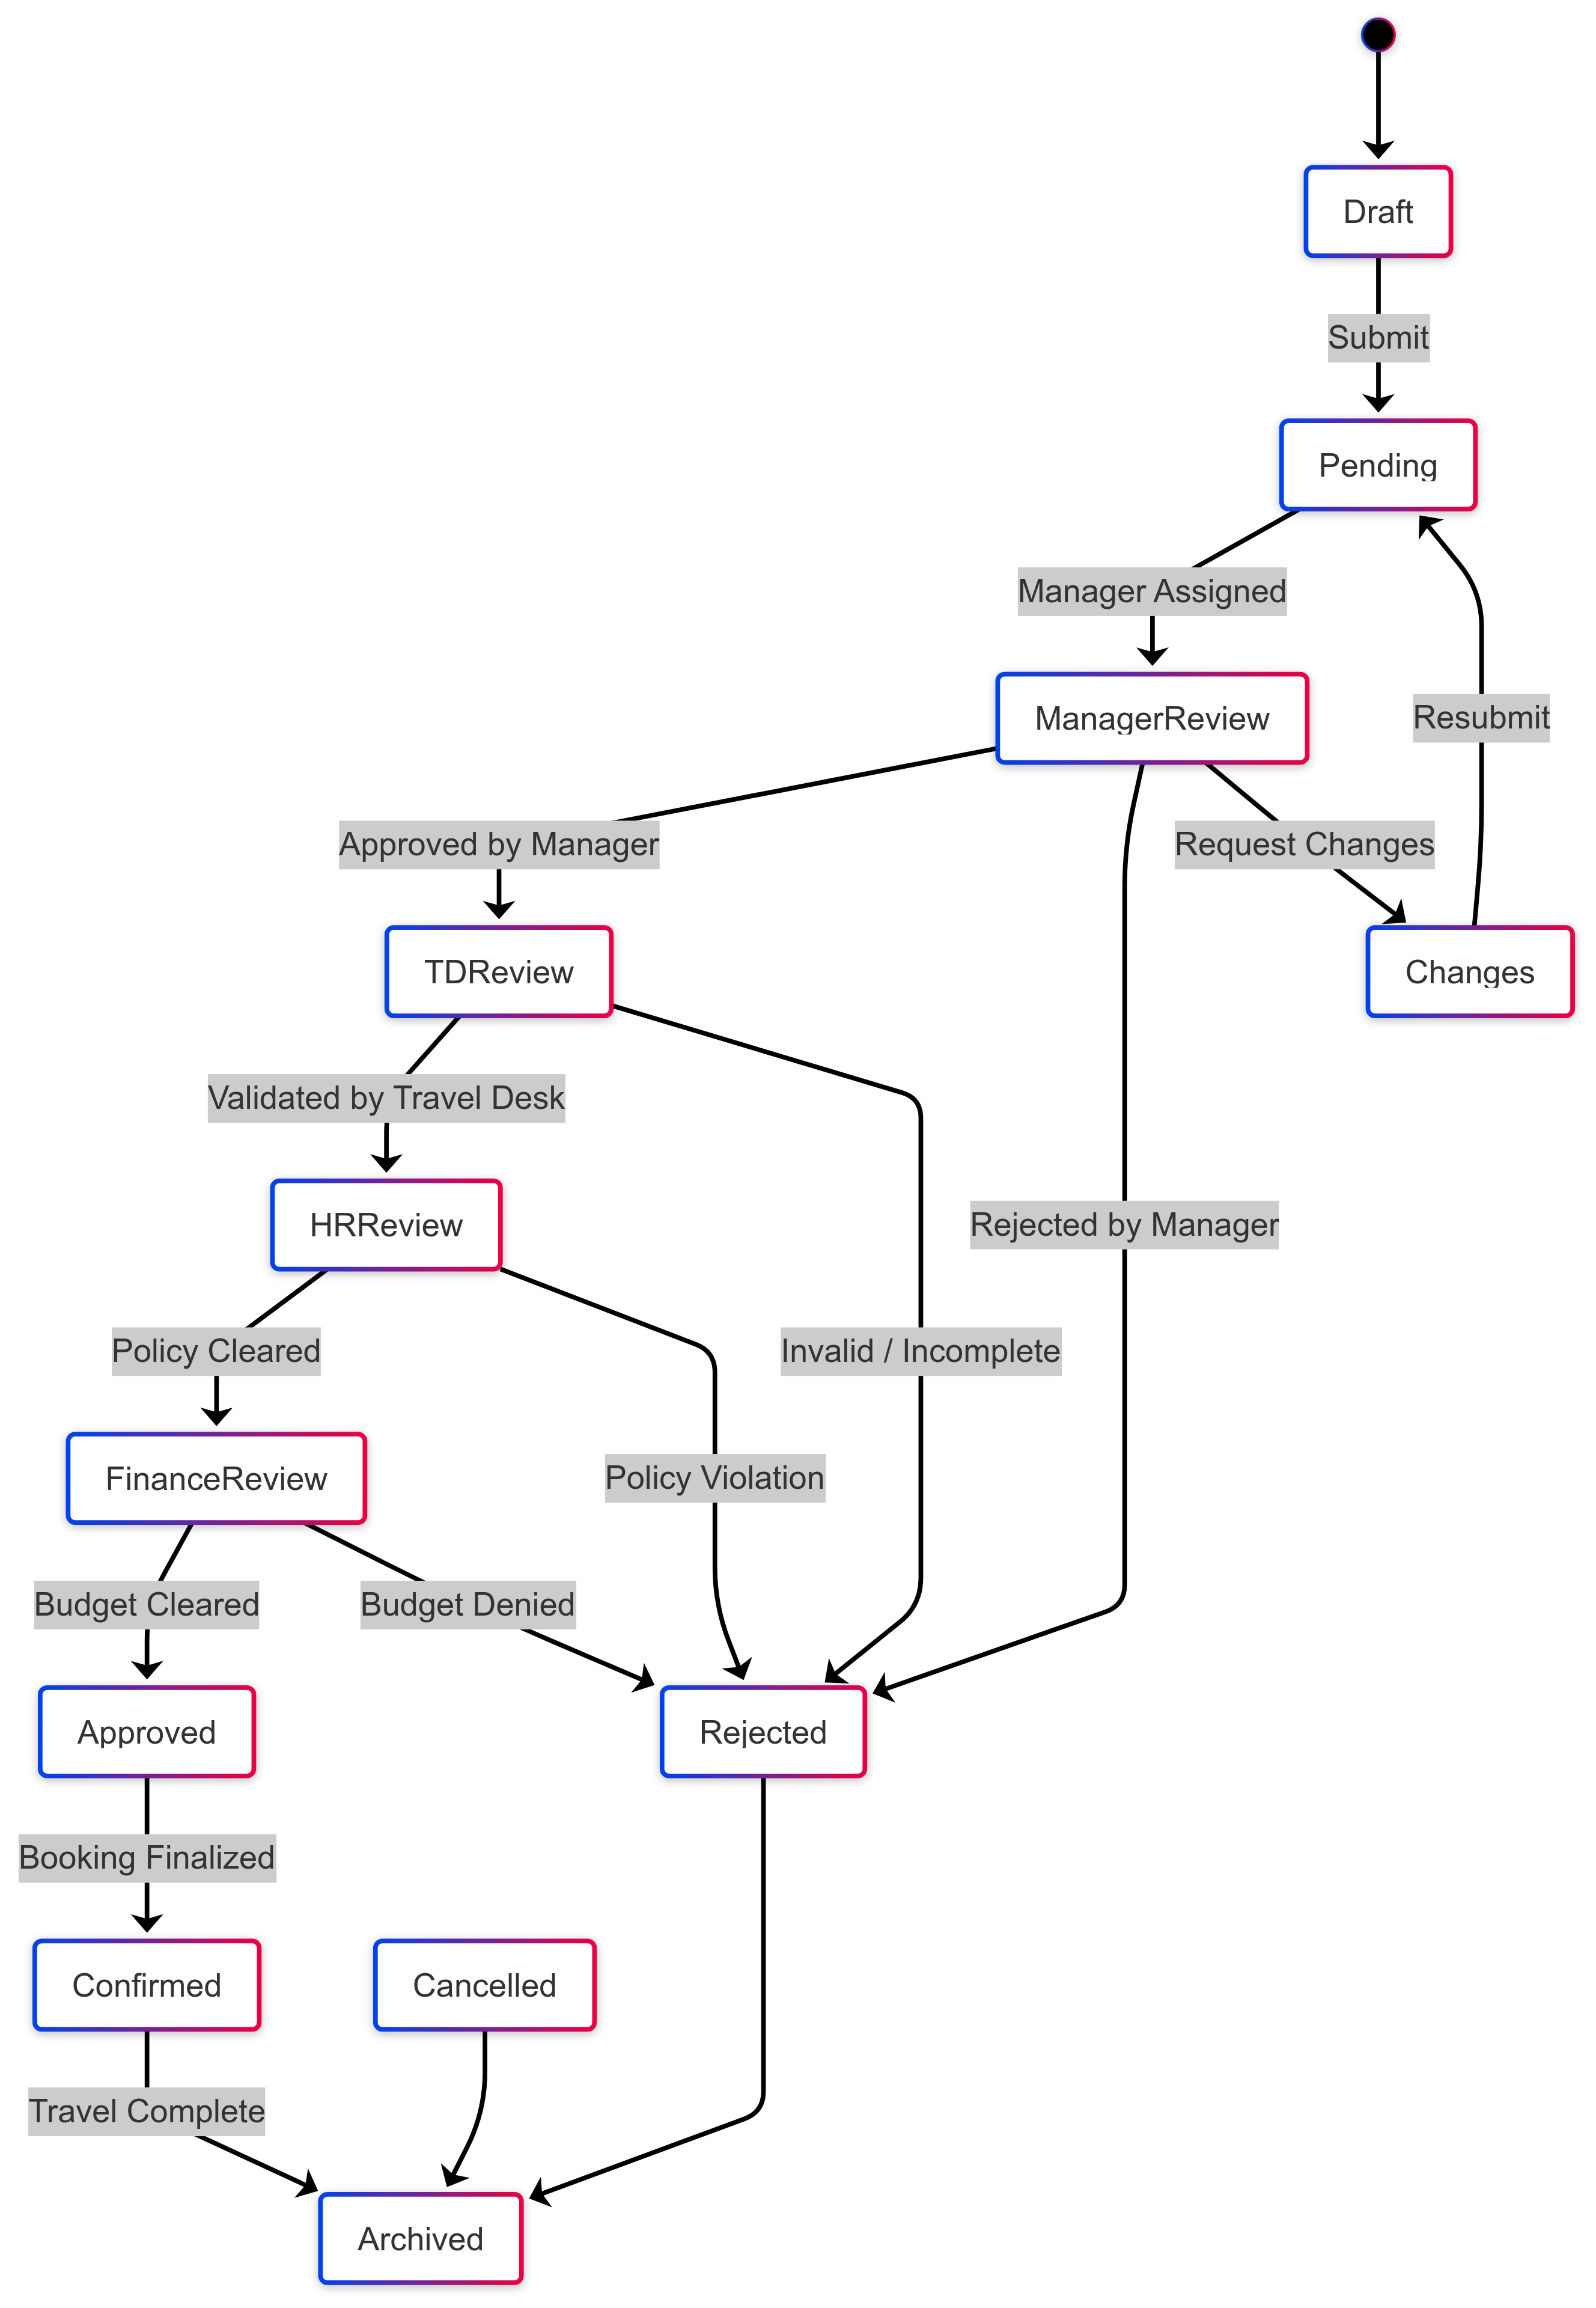 Draft
Submit
Pending
Manager Assigned
ManagerReview
Resubmit
Approved by Manager
Request Changes
TDReview
Changes
Validated by Travel Desk
HRReview
Rejected by Manager
Policy Cleared
Invalid / Incomplete
FinanceReview
Policy Violation
Budget Cleared
Budget Denied
Approved
Rejected
Booking Finalized
Confirmed
Cancelled
Travel Complete
Archived